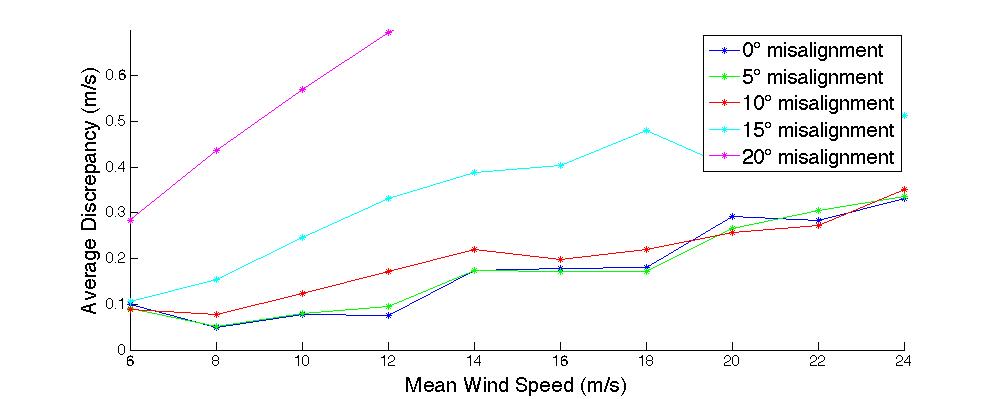 0° misalignment
5° misalignment
10° misalignment
15° misalignment
20° misalignment
Average Discrepancy (m/s)
0.6
0.5
0.4
0.3
0.2
0.1
0
6 8 10 12 14 16 18 20 22 24
Mean Wind Speed (m/s)